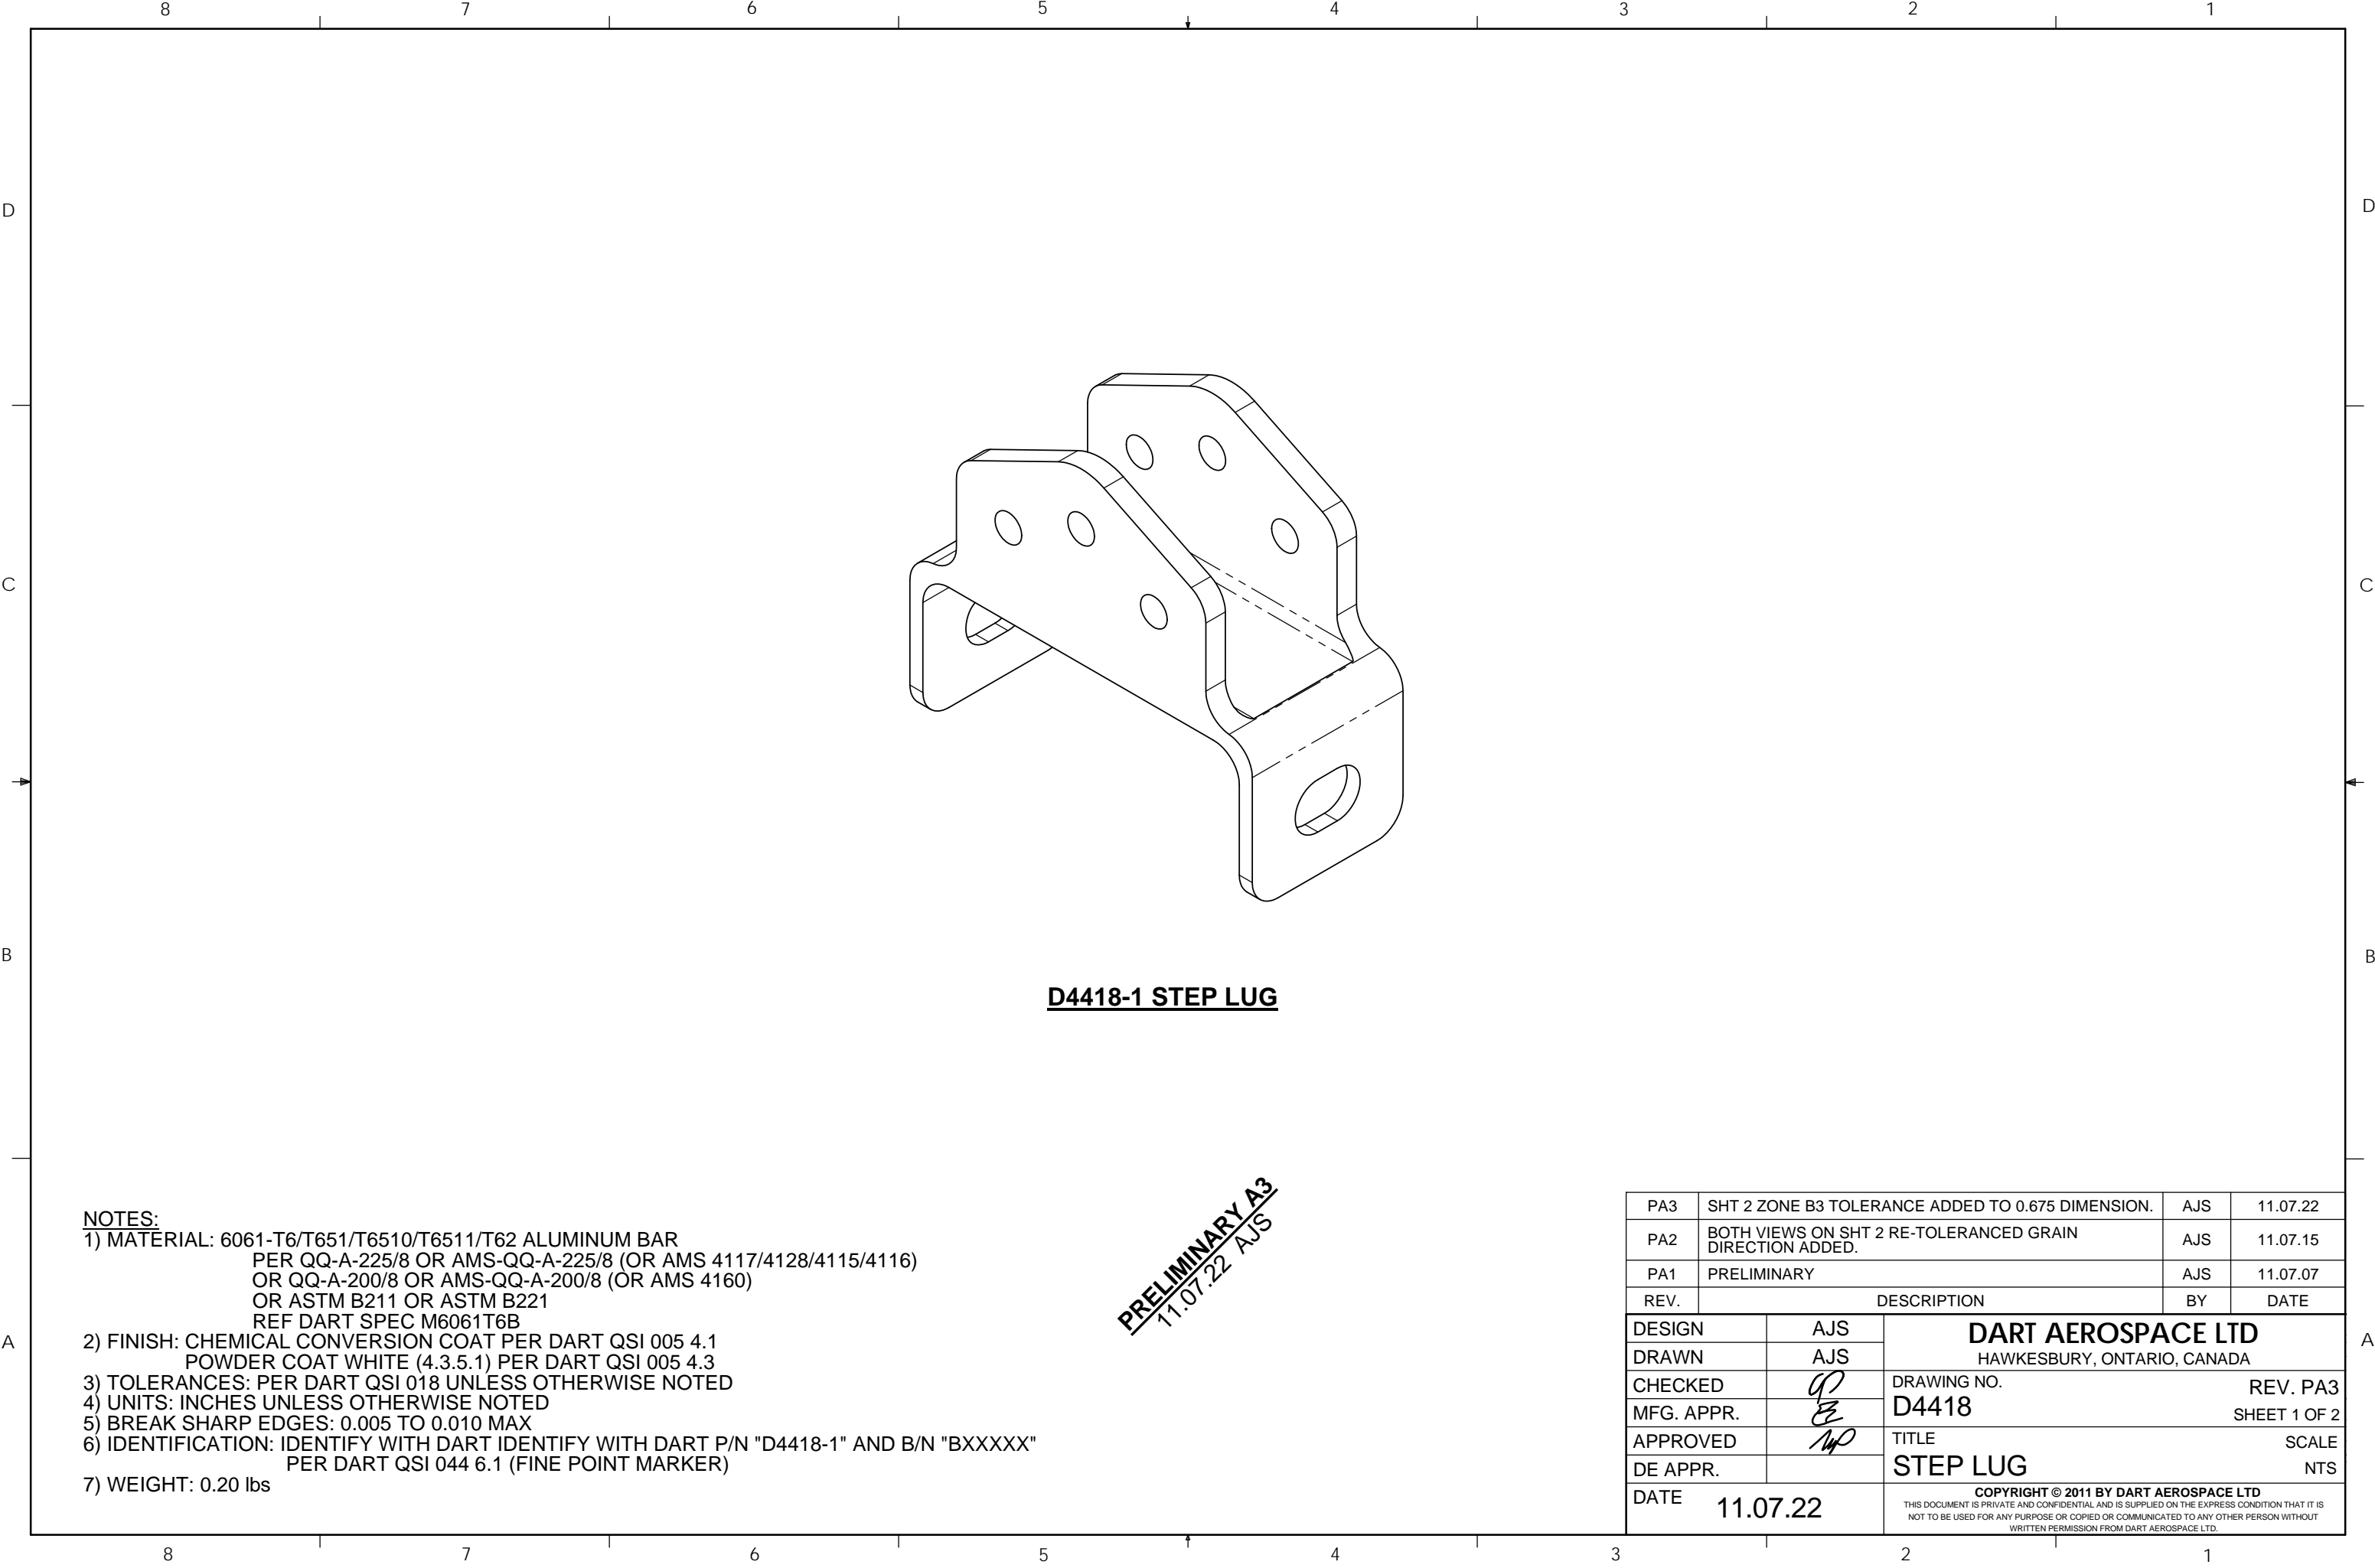 8 7 6 5 4 3 2 1
D D
C C
B B
D4418-1 STEP LUG
NOTES:
1) MATERIAL: 6061-T6/T651/T6510/T6511/T62 ALUMINUM BAR
PER QQ-A-225/8 OR AMS-QQ-A-225/8 (OR AMS 4117/4128/4115/4116)
OR QQ-A-200/8 OR AMS-QQ-A-200/8 (OR AMS 4160)
OR ASTM B211 OR ASTM B221
REF DART SPEC M6061T6B
2) FINISH: CHEMICAL CONVERSION COAT PER DART QSI 005 4.1
POWDER COAT WHITE (4.3.5.1) PER DART QSI 005 4.3
3) TOLERANCES: PER DART QSI 018 UNLESS OTHERWISE NOTED
4) UNITS: INCHES UNLESS OTHERWISE NOTED
5) BREAK SHARP EDGES: 0.005 TO 0.010 MAX
6) IDENTIFICATION: IDENTIFY WITH DART IDENTIFY WITH DART P/N "D4418-1" AND B/N "BXXXXX"
PER DART QSI 044 6.1 (FINE POINT MARKER)
7) WEIGHT: 0.20 lbs
PRELIMINARY A3
11.07.22 AJS
PA3 SHT 2 ZONE B3 TOLERANCE ADDED TO 0.675 DIMENSION. AJS 11.07.22
PA2 BOTH VIEWS ON SHT 2 RE-TOLERANCED GRAIN
DIRECTION ADDED. AJS 11.07.15
PA1 PRELIMINARY AJS 11.07.07
REV. DESCRIPTION BY DATE
DESIGN AJS
DRAWN AJS
CHECKED
MFG. APPR.
APPROVED
DE APPR.
DATE 11.07.22
DART AEROSPACE LTD
HAWKESBURY, ONTARIO, CANADA
DRAWING NO. REV. PA3
D4418 SHEET 1 OF 2
TITLE SCALE
STEP LUG NTS
COPYRIGHT © 2011 BY DART AEROSPACE LTD
THIS DOCUMENT IS PRIVATE AND CONFIDENTIAL AND IS SUPPLIED ON THE EXPRESS CONDITION THAT IT IS
NOT TO BE USED FOR ANY PURPOSE OR COPIED OR COMMUNICATED TO ANY OTHER PERSON WITHOUT
WRITTEN PERMISSION FROM DART AEROSPACE LTD.
A A
8 7 6 5 4 3 2 1